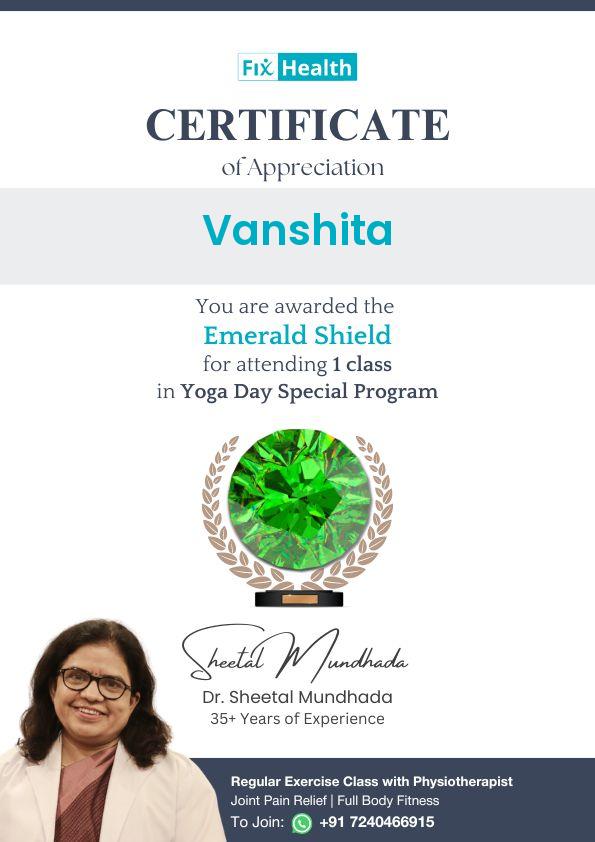 Fix Health
CERTIFICATE
of Appreciation
Vanshita
You are awarded the
Emerald Shield
for attending 1 class
in Yoga Day Special Program
Sheetal Mundhada
Dr. Sheetal Mundhada
35+ Years of Experience
Regular Exercise Class with Physiotherapist
Joint Pain Relief | Full Body Fitness
To Join: +91 7240466915